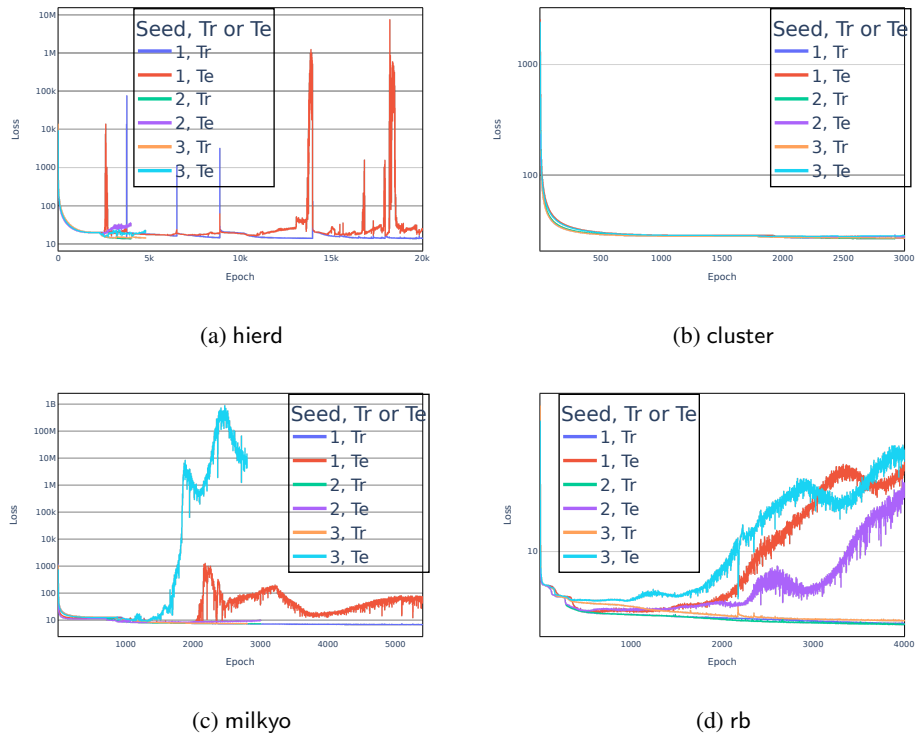 Seed, Tr or Te
1, Tr
1, Te
2, Tr
2, Te
3, Tr
3, Te
10M
1M
100k
10k
1000
100
10
Loss
0
5k
10k
15k
20k
Epoch
(a) hierd
Seed, Tr or Te
1, Tr
1, Te
2, Tr
2, Te
3, Tr
3, Te
1000
100
Loss
500
1000
1500
2000
2500
3000
Epoch
(b) cluster
Seed, Tr or Te
1, Tr
1, Te
2, Tr
2, Te
3, Tr
3, Te
1B
100M
10M
1M
100k
10k
1000
100
10
Loss
1000
2000
3000
4000
5000
Epoch
(c) milkyo
Seed, Tr or Te
1, Tr
1, Te
2, Tr
2, Te
3, Tr
3, Te
10
Loss
1000
2000
3000
4000
Epoch
(d) rb